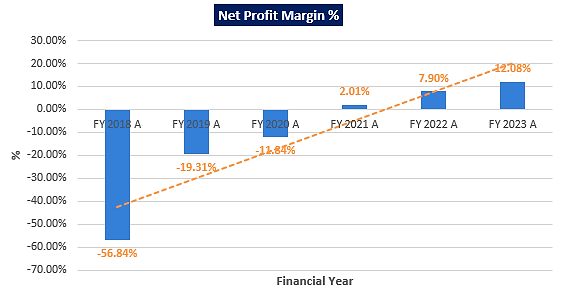 Net Profit Margin %
30.00%
20.00%
10.00%
0.00%
-10.00%
-20.00%
-30.00%
-40.00%
-50.00%
-60.00%
-70.00%
%
FY 2018 A
FY 2019 A
FY 2020 A
FY 2021 A
FY 2022 A
FY 2023 A
-56.84%
-19.31%
-11.84%
2.01%
7.90%
12.08%
Financial Year